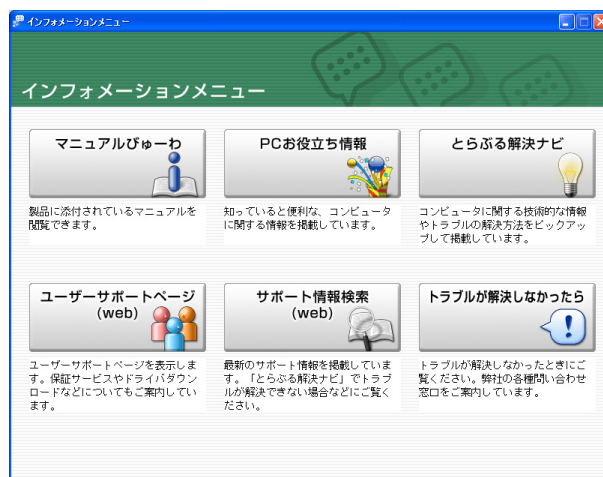 インフォメーションメニュー
インフォメーションメニュー
マニュアルびゅーわ
製品に添付されているマニュアルを
閲覧できます。
PCお役立ち情報
知っていると便利な、コンピュータ
に関する情報を掲載しています。
とらぶる解決ナビ
コンピュータに関する技術的な情報
やトラブルの解決方法をピックアッ
プして掲載しています。
ユーザーサポートページ
(web)
ユーザーサポートページを表示しま
す。保証サービスやドライバダウン
ロードなどについてもご案内してい
ます。
サポート情報検索
(web)
最新のサポート情報を掲載していま
す。「とらぶる解決ナビ」でトラブ
ルが解決できない場合などにご覧く
ださい。
トラブルが解決しなかったら
トラブルが解決しなかったときにご
覧ください。弊社の各種問い合わせ
窓口をご案内しています。